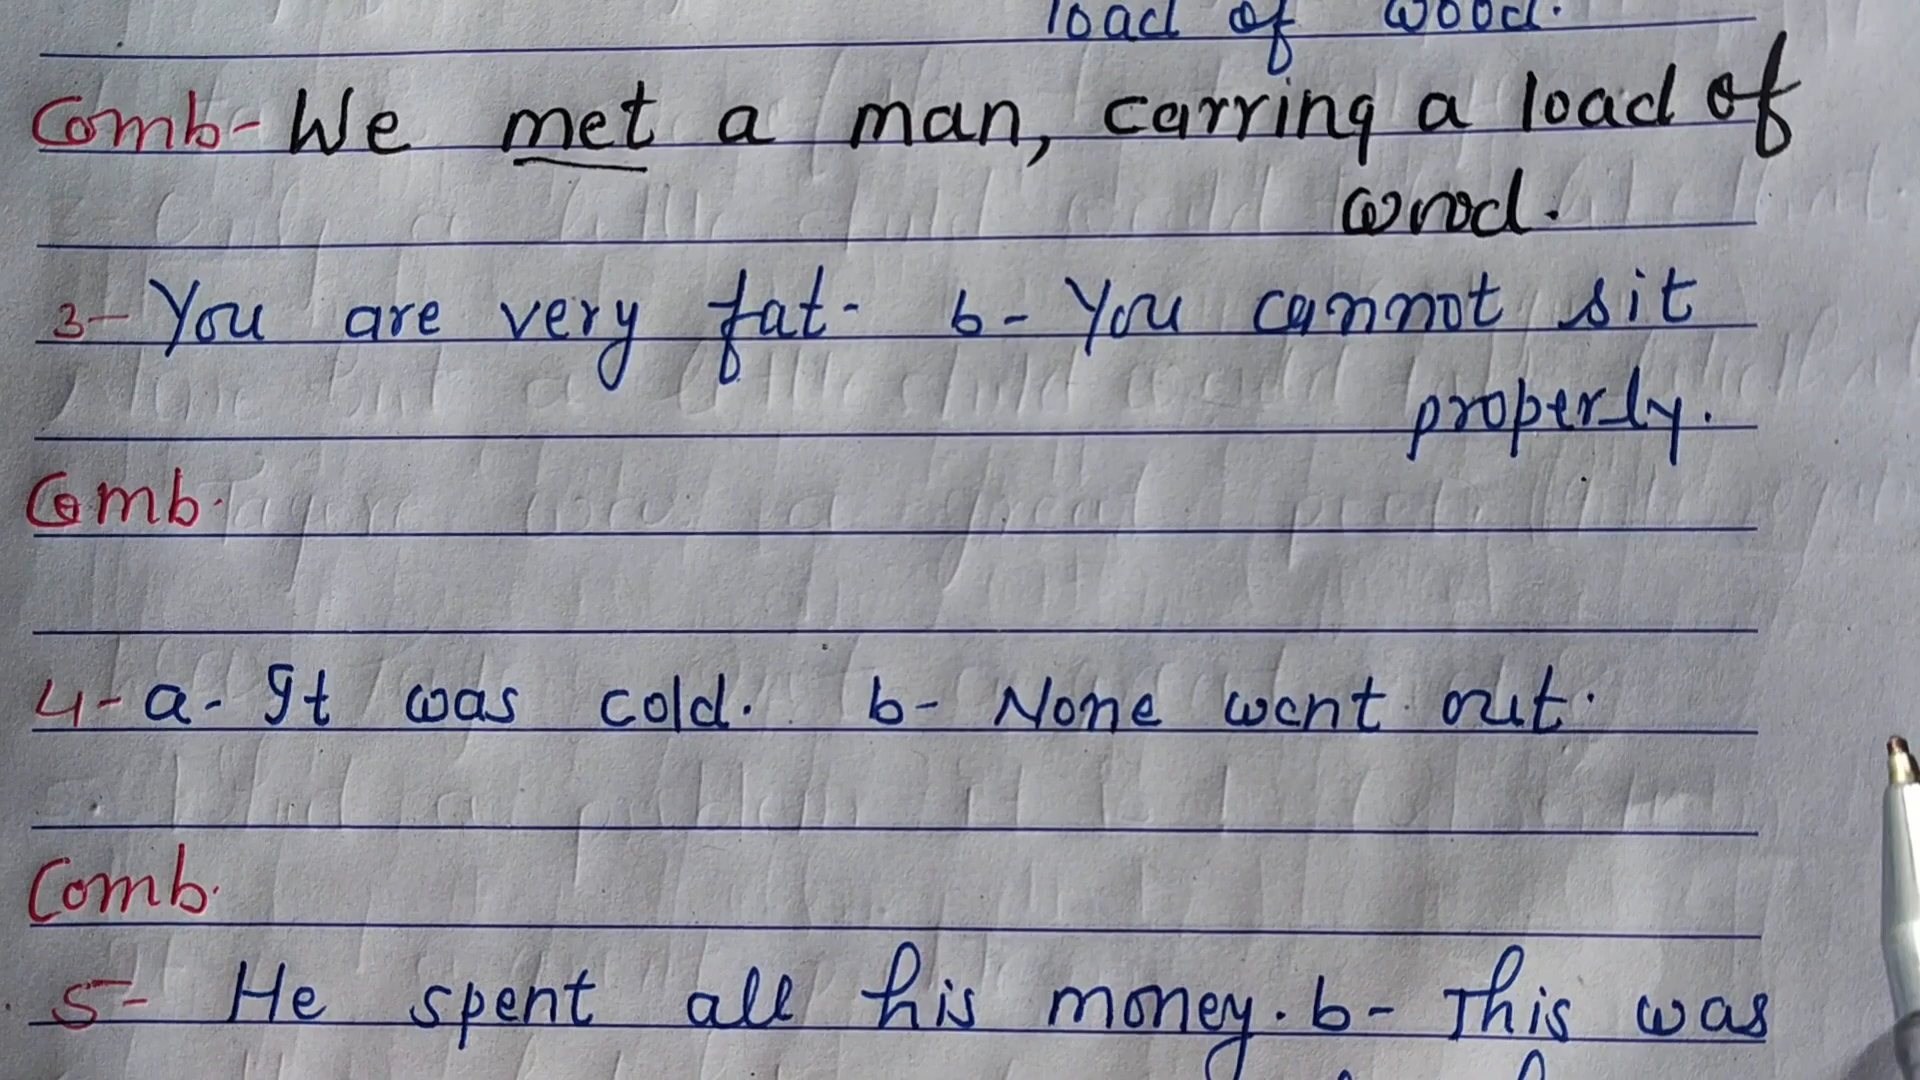 load of wood.
Comb- We met a man, carring a load of
wood.
3- You are very fat- b- You cannot sit
properly.
Comb.
4- a- It was cold. b- None went out.
Comb.
5- He spent all his money. b- This was